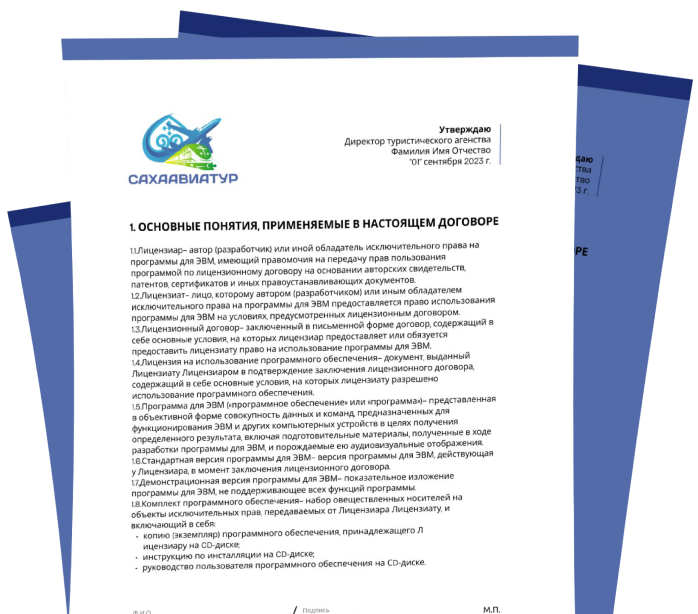 Утверждаю
Директор туристического агенства
Фамилия Имя Отчество
"01" сентября 2023 г.
САХААВИАТУР
1. ОСНОВНЫЕ ПОНЯТИЯ, ПРИМЕНЯЕМЫЕ В НАСТОЯЩЕМ ДОГОВОРЕ
1.1.Лицензиар– автор (разработчик) или иной обладатель исключительного права на
программы для ЭВМ, имеющий правомочия на передачу прав пользования
программой по лицензионному договору на основании авторских свидетельств,
патентов, сертификатов и иных правоустанавливающих документов.
1.2.Лицензиат– лицо, которому автором (разработчиком) или иным обладателем
исключительного права на программы для ЭВМ предоставляется право использования
программы для ЭВМ на условиях, предусмотренных лицензионным договором.
1.3.Лицензионный договор– заключенный в письменной форме договор, содержащий в
себе основные условия, на которых лицензиар предоставляет или обязуется
предоставить лицензиату право на использование программы для ЭВМ.
1.4.Лицензия на использование программного обеспечения– документ, выданный
Лицензиату Лицензиаром в подтверждение заключения лицензионного договора,
содержащий в себе основные условия, на которых лицензиату разрешено
использование программного обеспечения.
1.5.Программа для ЭВМ («программное обеспечение» или «программа»)– представленная
в объективной форме совокупность данных и команд, предназначенных для
функционирования ЭВМ и других компьютерных устройств в целях получения
определенного результата, включая подготовительные материалы, полученные в ходе
разработки программы для ЭВМ, и порождаемые ею аудиовизуальные отображения.
1.6.Стандартная версия программы для ЭВМ– версия программы для ЭВМ, действующая
у Лицензиара, в момент заключения лицензионного договора.
1.7.Демонстрационная версия программы для ЭВМ– показательное изложение
программы для ЭВМ, не поддерживающее всех функций программы.
1.8.Комплект программного обеспечения– набор овеществленных носителей на
объекты исключительных прав, передаваемых от Лицензиара Лицензиату, и
включающий в себя:
• копию (экземпляр) программного обеспечения, принадлежащего Л
ицензиару на CD-диске;
• инструкцию по инсталляции на CD-диске;
• руководство пользователя программного обеспечения на CD-диске.
Ф.И.О. / Подпись М.П.
даю
ства
тво
3 г.
РЕ